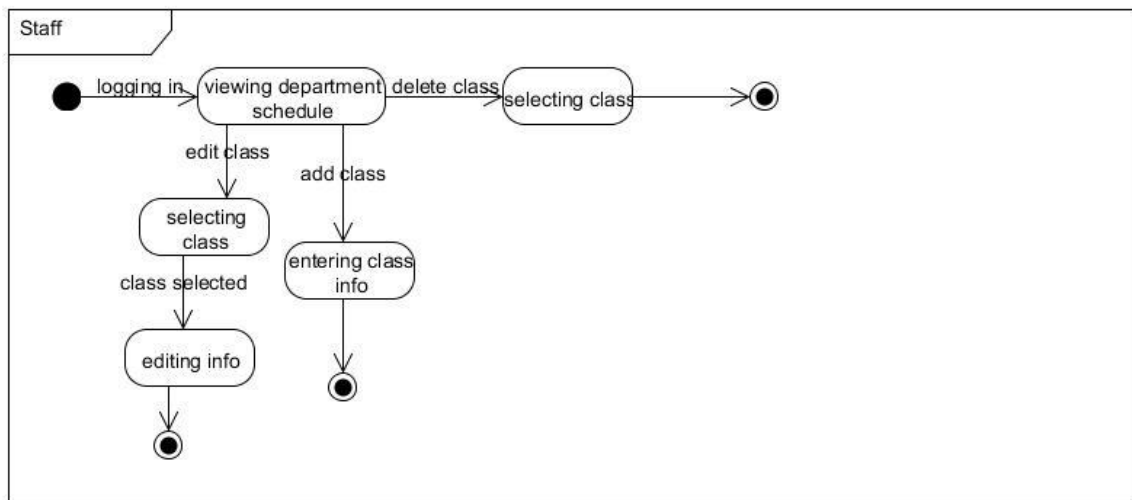 Staff
logging in
viewing department
schedule
delete class
selecting class
edit class
add class
selecting
class
entering class
info
class selected
editing info